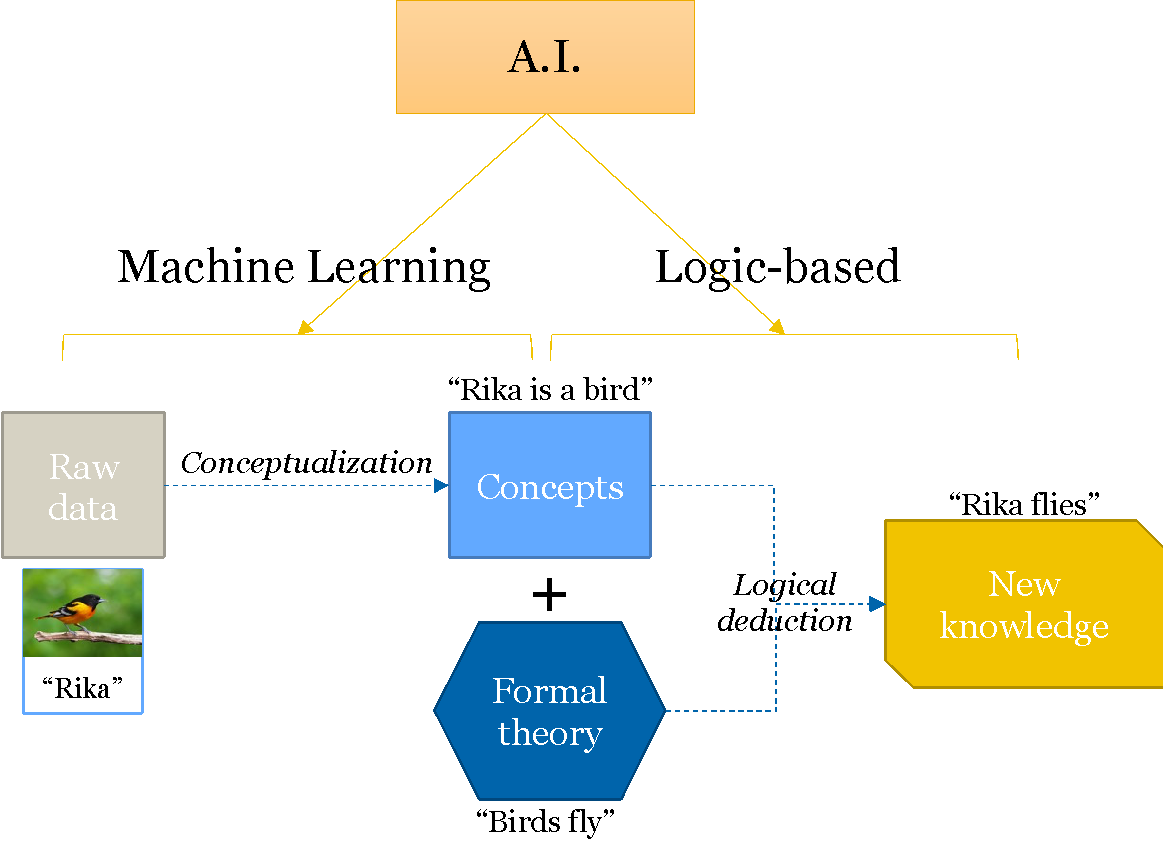 A.I.
Machine Learning
Logic-based
“Rika is a bird”
Raw
data
Conceptualization
Concepts
“Rika flies”
New
knowledge
+
Logical
deduction
“Rika”
Formal
theory
“Birds fly”